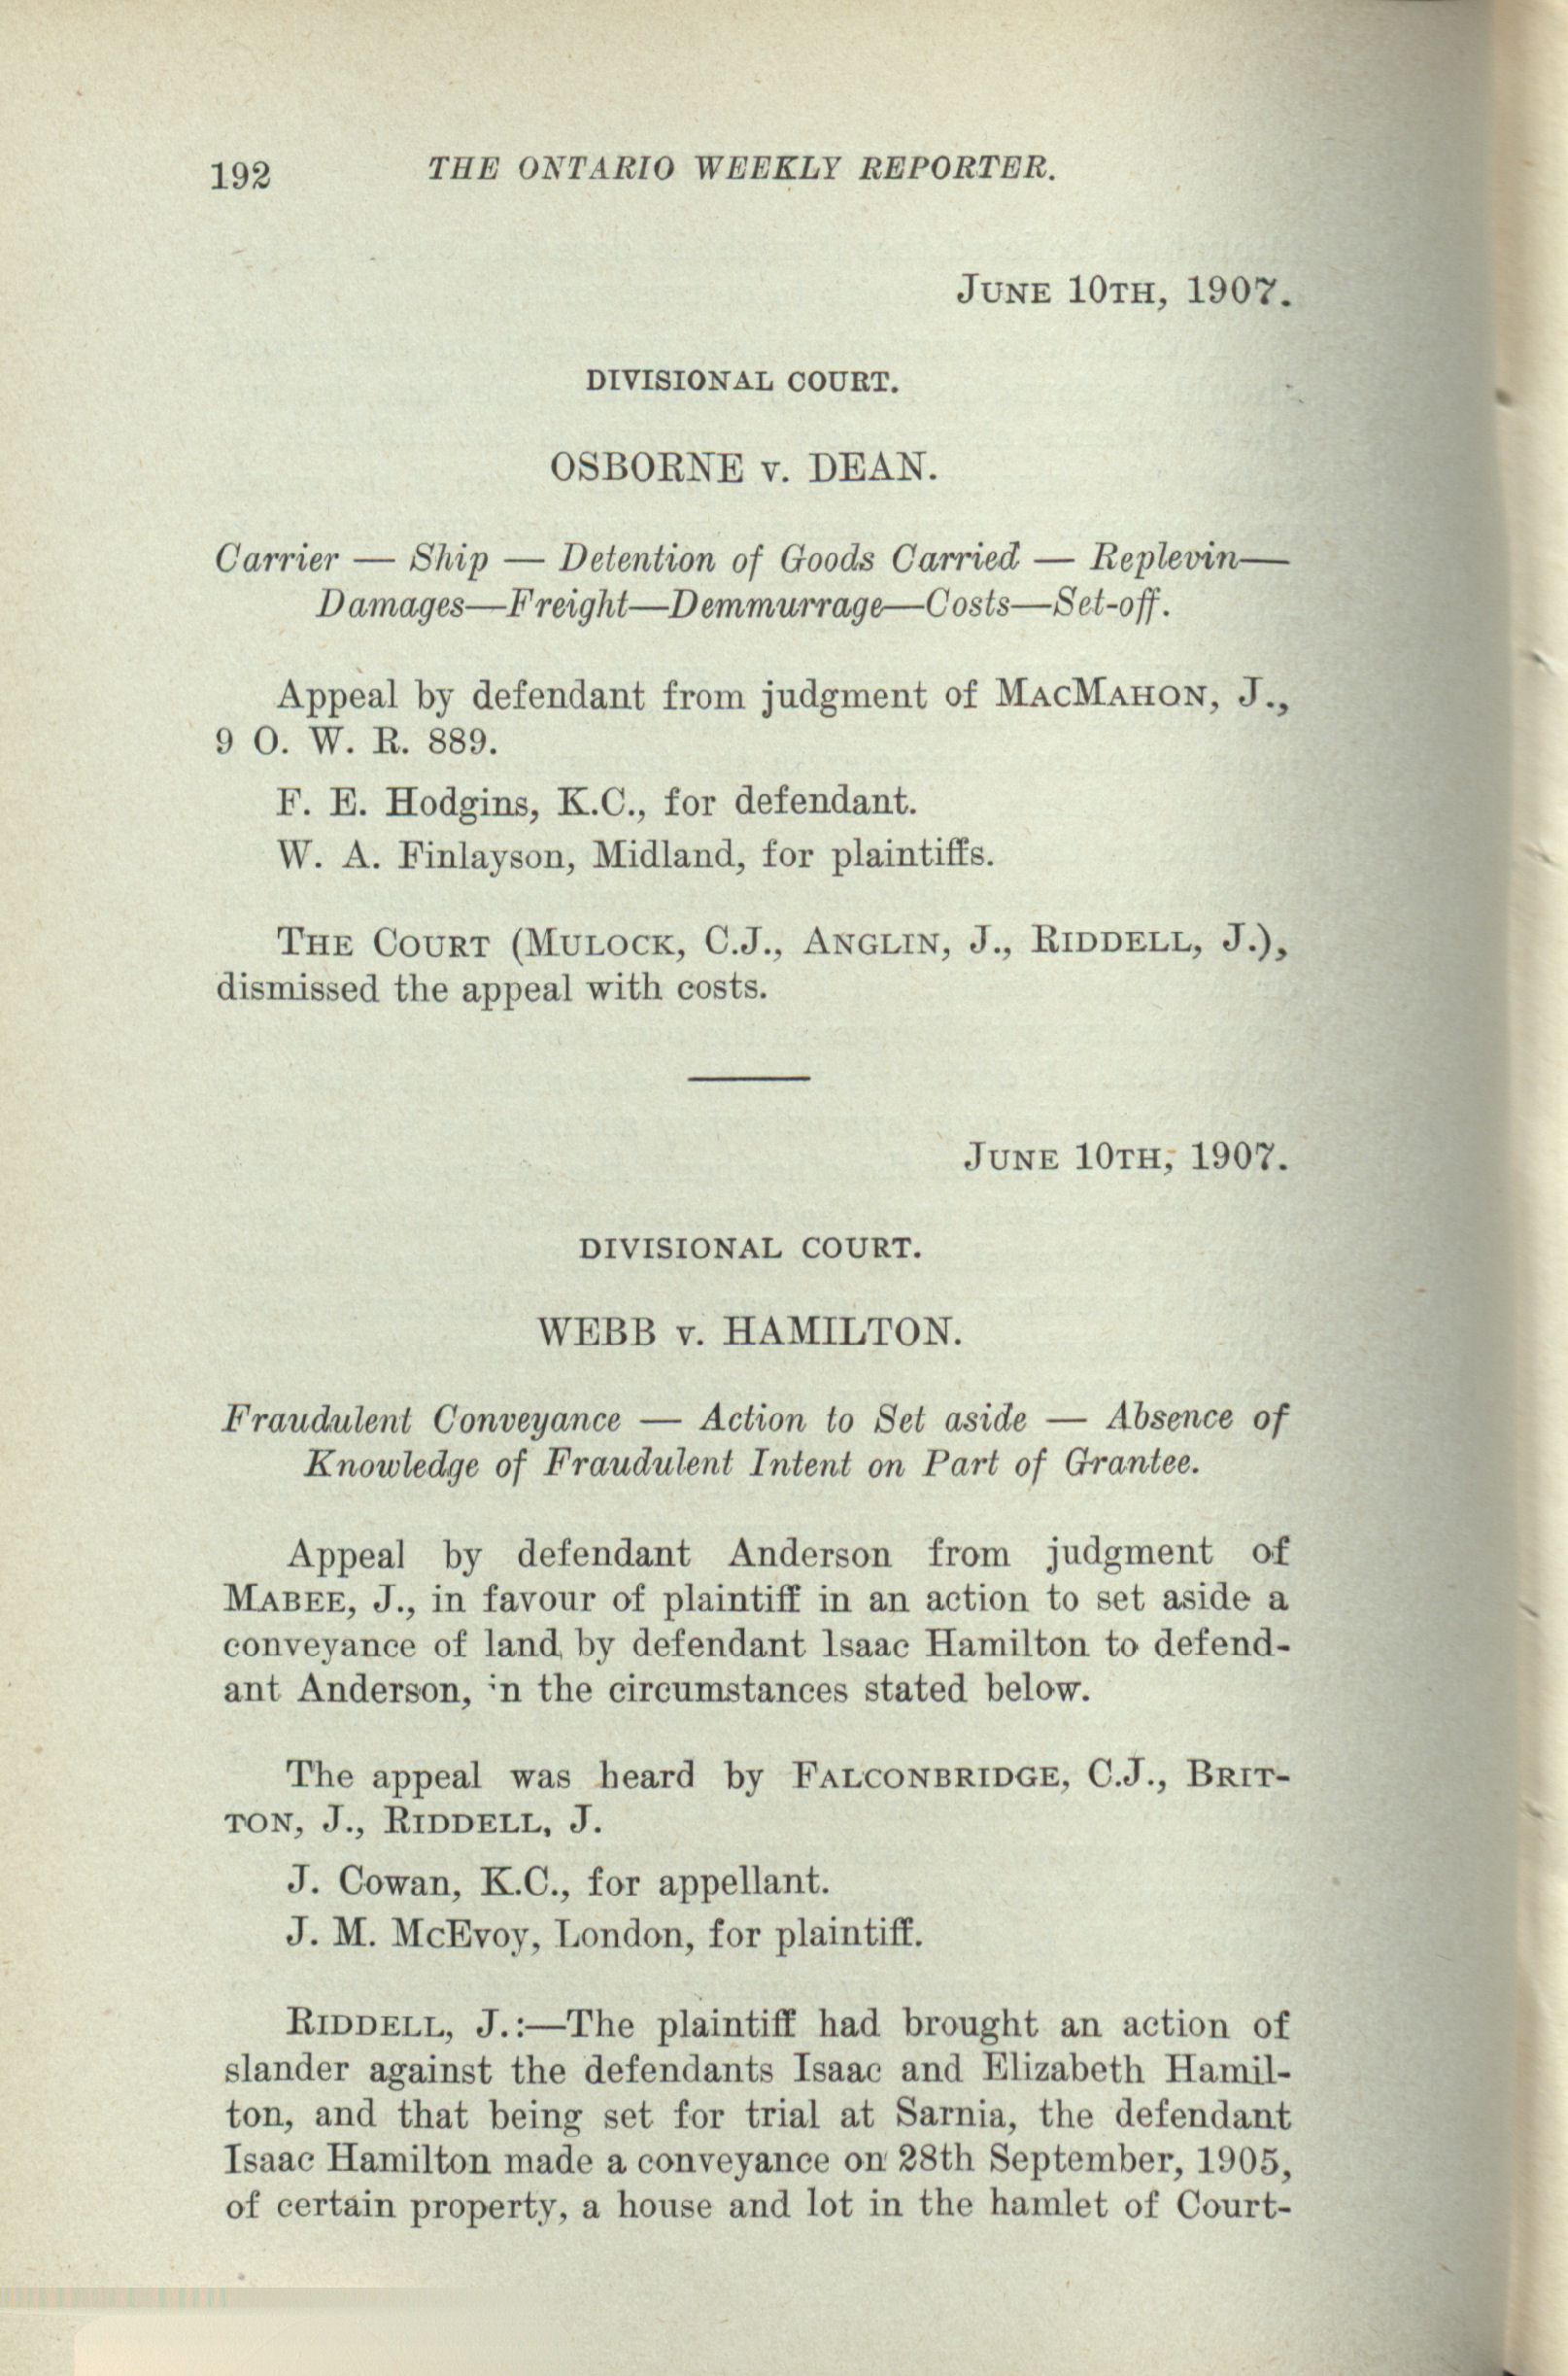 192 THE ONTARIO WEEKLY REPORTER.
JUNE 10TH, 1907.
DIVISIONAL COURT.
OSBORNE v. DEAN.
Carrier — Ship — Detention of Goods Carried — Replevin—
Damages—Freight—Demmurrage—Costs—Set-off.
Appeal by defendant from judgment of MACMAHON, J.,
9 O. W. R. 889.
F. E. Hodgins, K.C., for defendant.
W. A. Finlayson, Midland, for plaintiffs.
THE COURT (MULOCK, C.J., ANGLIN, J., RIDDELL, J.),
dismissed the appeal with costs.
JUNE 10TH, 1907.
DIVISIONAL COURT.
WEBB v. HAMILTON.
Fraudulent Conveyance — Action to Set aside — Absence of
Knowledge of Fraudulent Intent on Part of Grantee.
Appeal by defendant Anderson from judgment of
MABEE, J., in favour of plaintiff in an action to set aside a
conveyance of land by defendant Isaac Hamilton to defend-
ant Anderson, in the circumstances stated below.
The appeal was heard by FALCONBRIDGE, C.J., BRIT-
TON, J., RIDDELL, J.
J. Cowan, K.C., for appellant.
J. M. McEvoy, London, for plaintiff.
RIDDELL, J.:—The plaintiff had brought an action of
slander against the defendants Isaac and Elizabeth Hamil-
ton, and that being set for trial at Sarnia, the defendant
Isaac Hamilton made a conveyance on 28th September, 1905,
of certain property, a house and lot in the hamlet of Court-